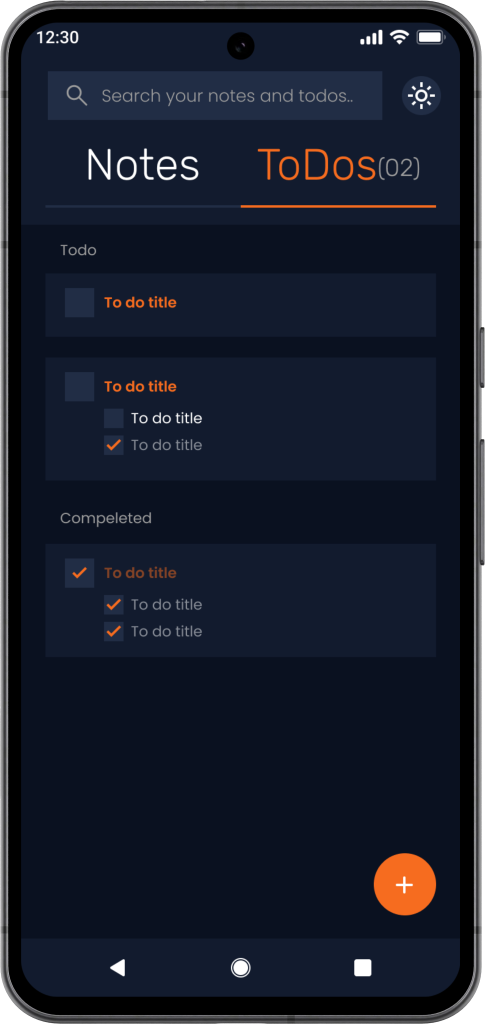 12:30
Search your notes and todos..
Notes ToDos(02)
Todo
To do title
To do title
To do title
To do title
Compeleted
To do title
To do title
To do title